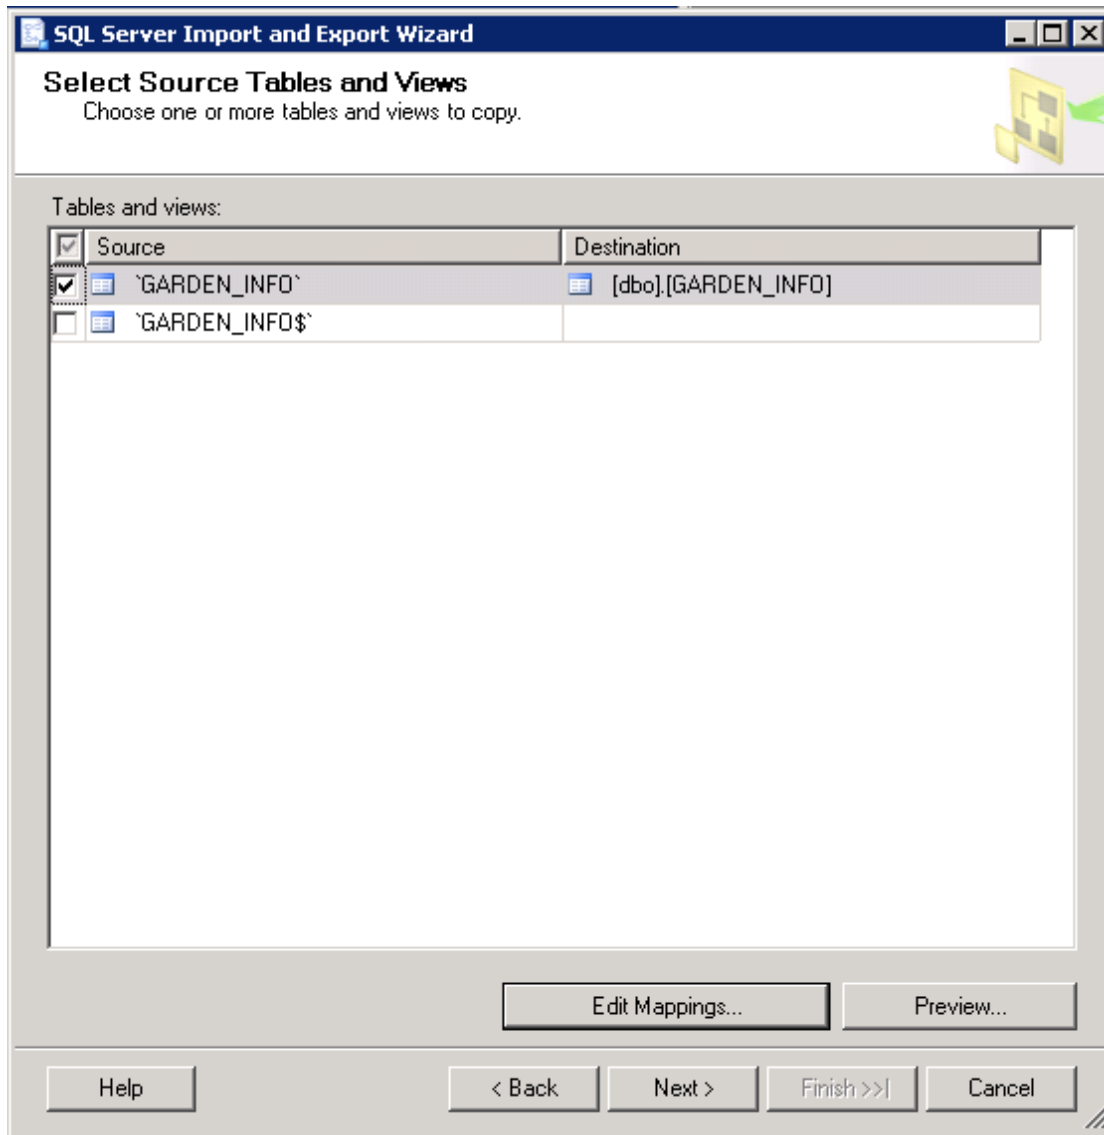 SQL Server Import and Export Wizard
Select Source Tables and Views
Choose one or more tables and views to copy.
Tables and views:
Source Destination
`GARDEN_INFO` [dbo].[GARDEN_INFO]
`GARDEN_INFO$`
Edit Mappings... Preview...
Help < Back Next > Finish >>| Cancel